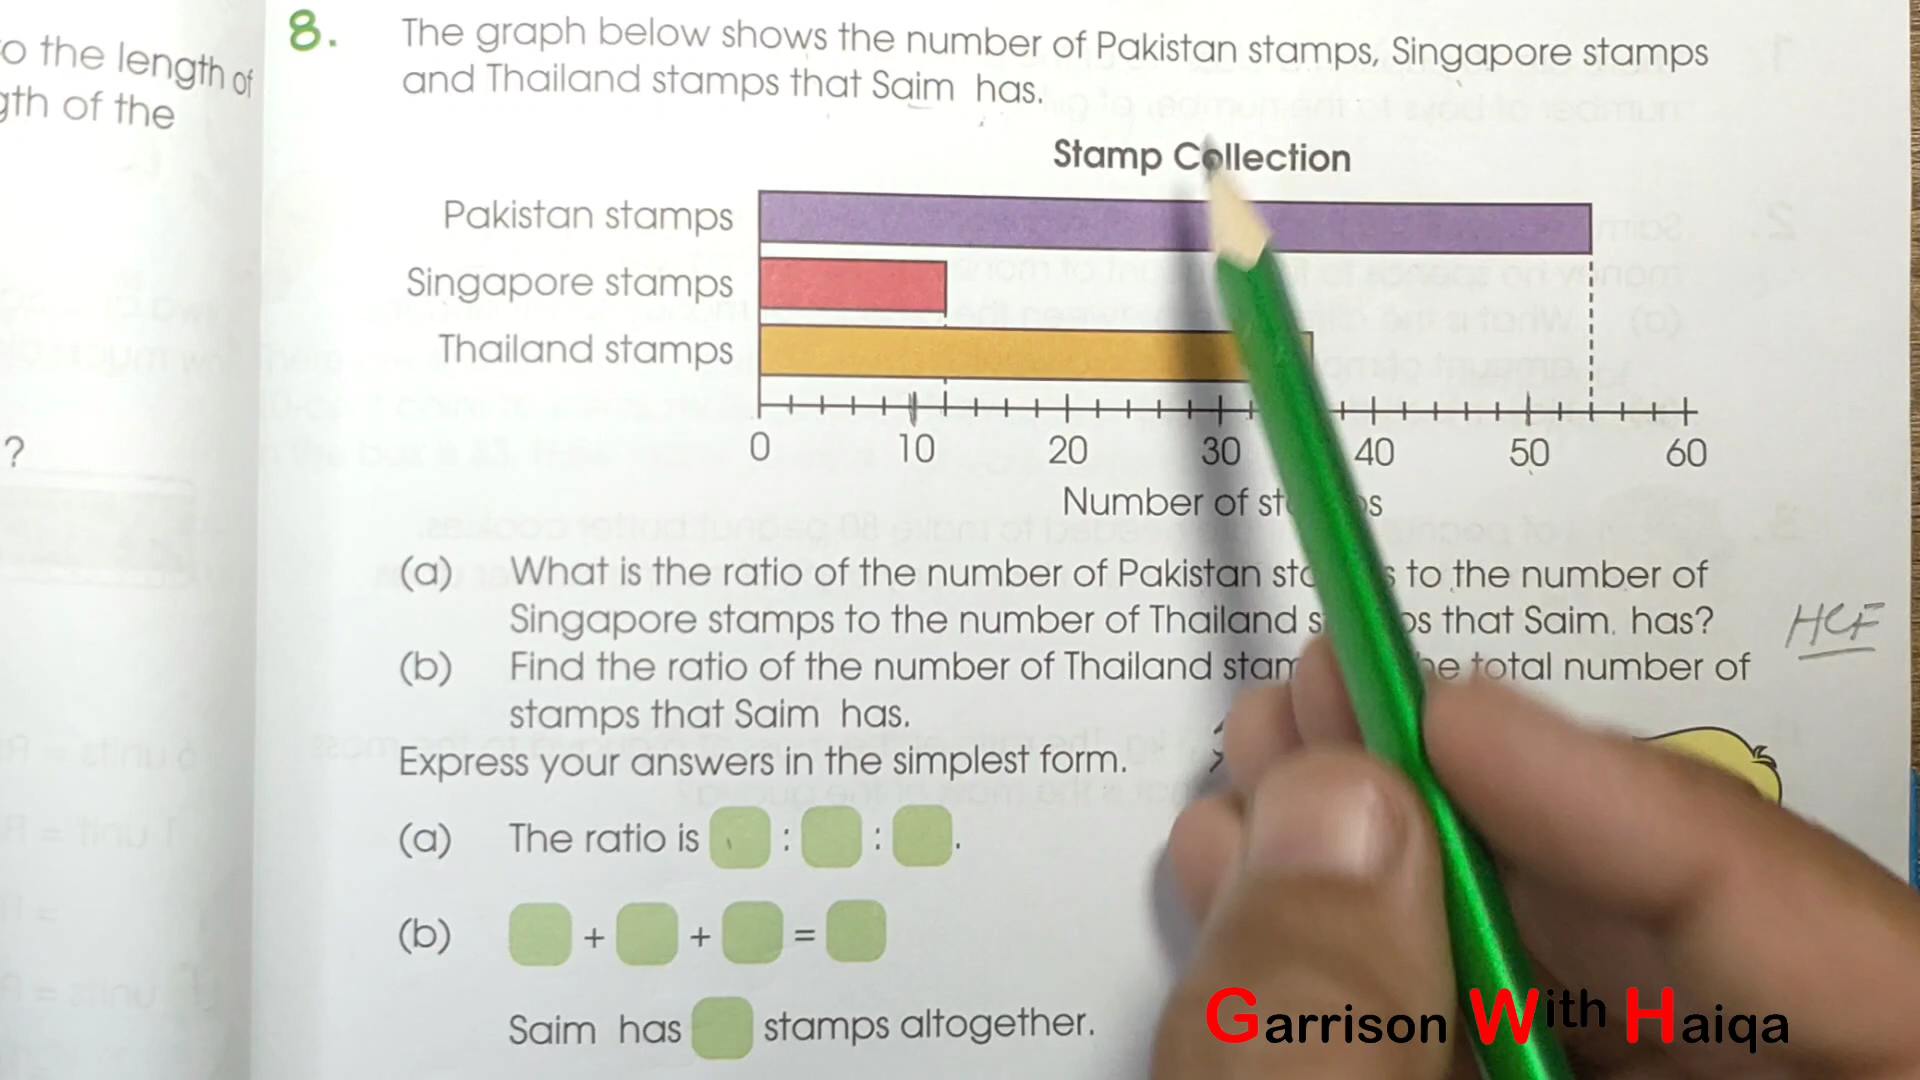 o the length of
gth of the
?
8. The graph below shows the number of Pakistan stamps, Singapore stamps
and Thailand stamps that Saim has.
Stamp Collection
Pakistan stamps
Singapore stamps
Thailand stamps
0 10 20 30 40 50 60
Number of
(a) What is the ratio of the number of Pakistan to the number of
Singapore stamps to the number of Thailand that Saim. has?
HCF
(b) Find the ratio of the number of Thailand total number of
stamps that Saim has.
Express your answers in the simplest form.
(a) The ratio is : : .
(b) + + =
Saim has stamps altogether.
Garrison With Haiqa